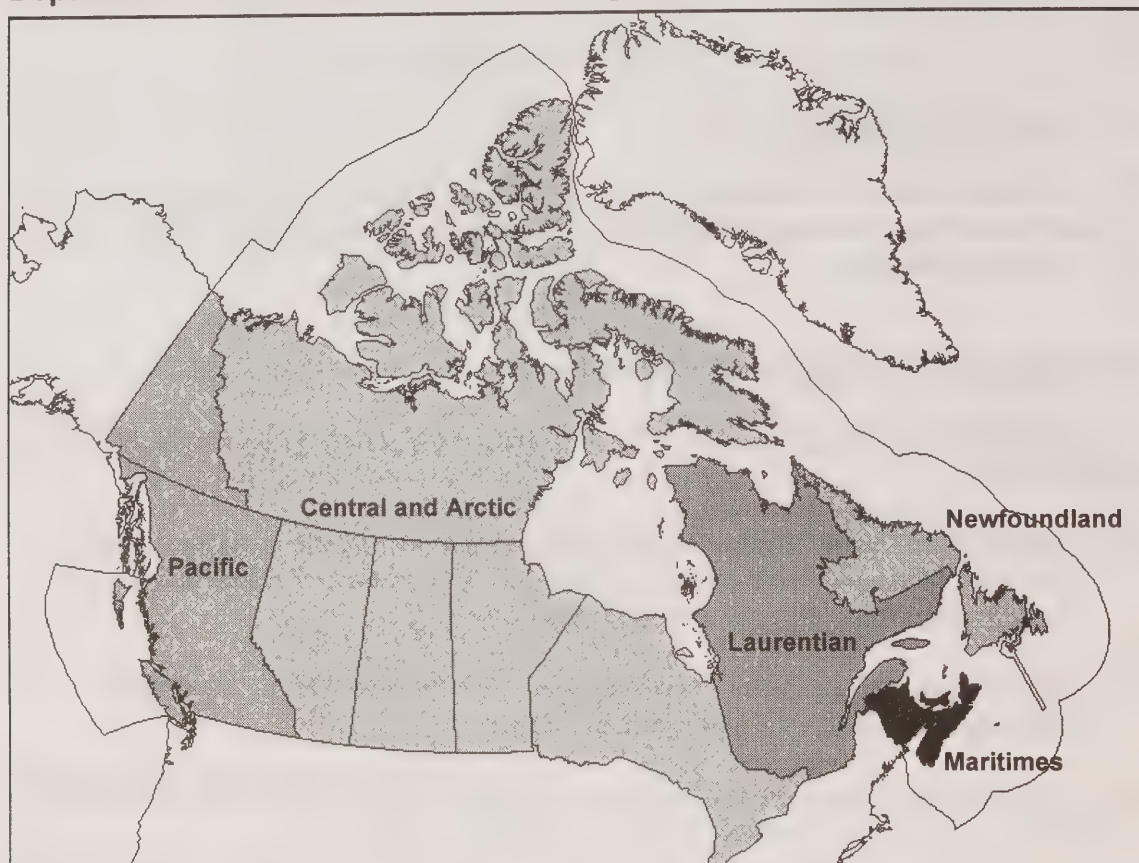 Central and Arctic
Newfoundland
Pacific
Laurentian
Maritimes